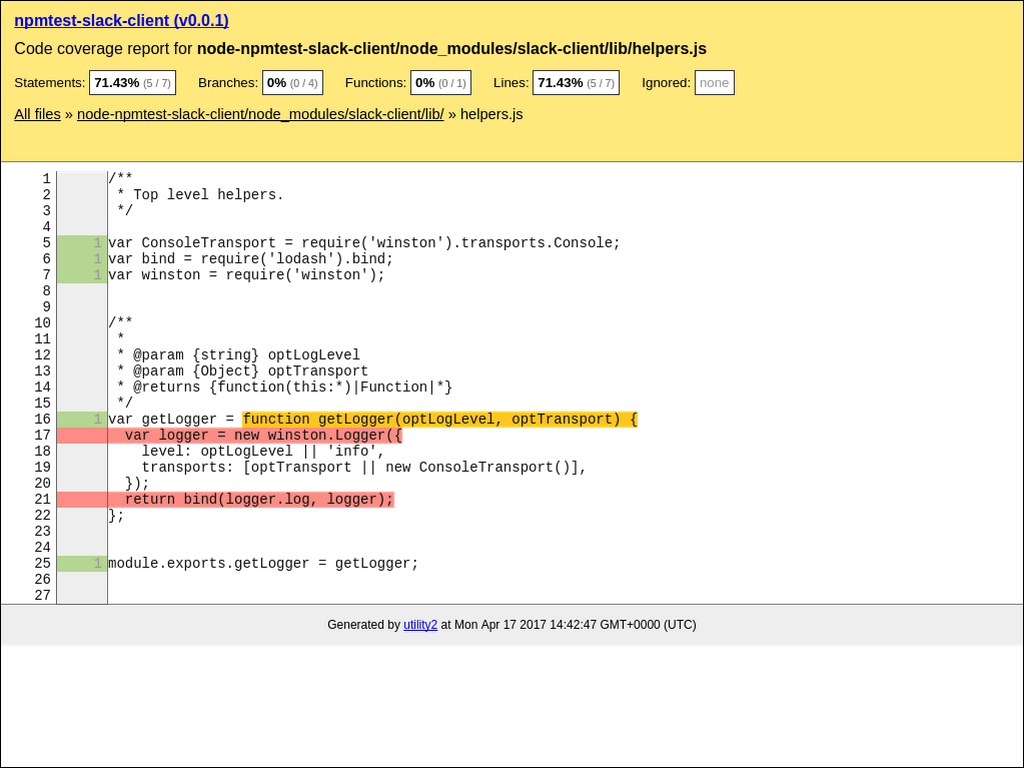 npmtest-slack-client (v0.0.1)
Code coverage report for node-npmtest-slack-client/node_modules/slack-client/lib/helpers.js
Statements: 71.43% (5 / 7) Branches: 0% (0 / 4) Functions: 0% (0 / 1) Lines: 71.43% (5 / 7) Ignored: none
All files » node-npmtest-slack-client/node_modules/slack-client/lib/ » helpers.js
1 /**
2  * Top level helpers.
3  */
4
5 1 var ConsoleTransport = require('winston').transports.Console;
6 1 var bind = require('lodash').bind;
7 1 var winston = require('winston');
8
9
10 /**
11  *
12  * @param {string} optLogLevel
13  * @param {Object} optTransport
14  * @returns {function(this:*)|Function|*}
15  */
16 1 var getLogger = function getLogger(optLogLevel, optTransport) {
17   var logger = new winston.Logger({
18     level: optLogLevel || 'info',
19     transports: [optTransport || new ConsoleTransport()],
20   });
21   return bind(logger.log, logger);
22 };
23
24
25 1 module.exports.getLogger = getLogger;
26
27
Generated by utility2 at Mon Apr 17 2017 14:42:47 GMT+0000 (UTC)